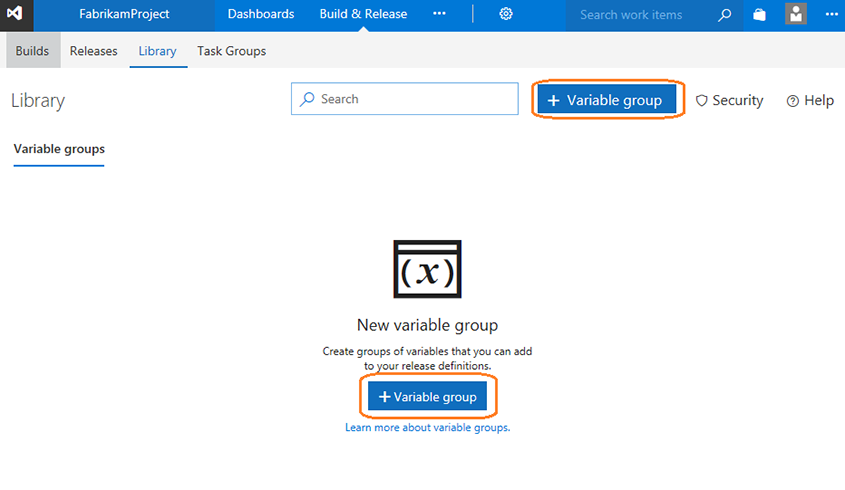 FabrikamProject Dashboards Build & Release ••• Search work items •••
Builds Releases Library Task Groups
Library Search + Variable group Security Help
Variable groups
(x)
New variable group
Create groups of variables that you can add
to your release definitions.
+ Variable group
Learn more about variable groups.